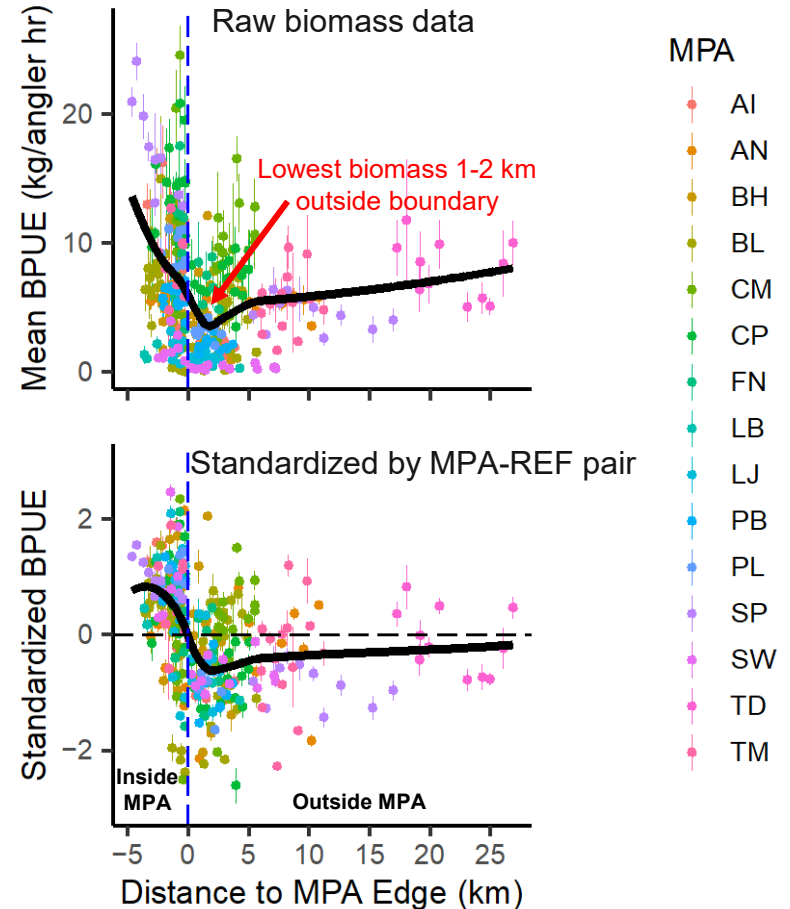 Raw biomass data
Mean BPUE (kg/angler hr)
20
10
0
Lowest biomass 1-2 km
outside boundary
Standardized by MPA-REF pair
Standardized BPUE
2
0
−2
Inside
MPA
Outside MPA
−5 0 5 10 15 20 25
Distance to MPA Edge (km)
MPA
AI
AN
BH
BL
CM
CP
FN
LB
LJ
PB
PL
SP
SW
TD
TM